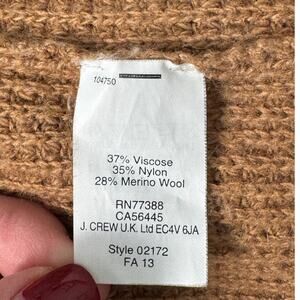 104750
37% Viscose
35% Nylon
28% Merino Wool
RN77388
CA56445
J. CREW U.K. Ltd EC4V 6JA
Style 02172
FA 13